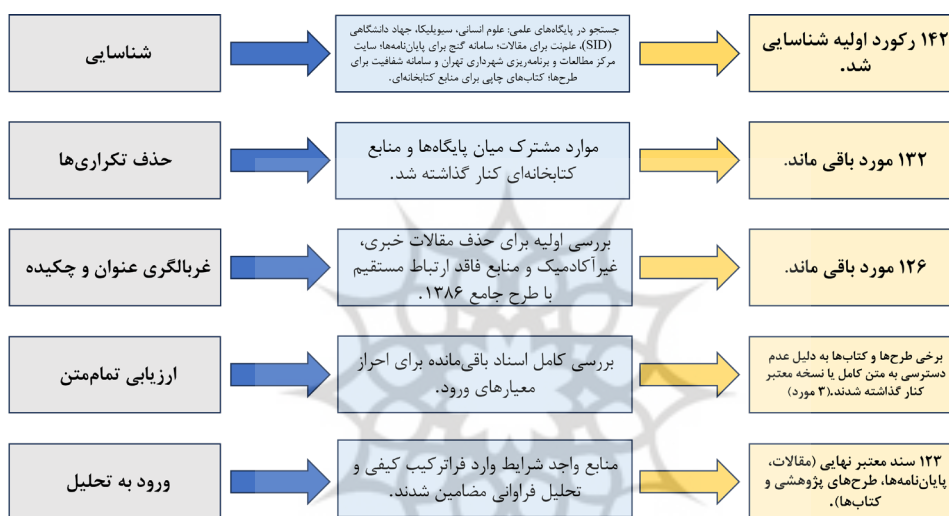 شناسایی
جستجو در پایگاه‌های علمی: علوم انسانی، سیویلیکا، جهاد دانشگاهی
(SID)، علم‌نت برای مقالات؛ سامانه گنج برای پایان‌نامه‌ها؛ سایت
مرکز مطالعات و برنامه‌ریزی شهرداری تهران و سامانه شفافیت برای
طرح‌ها؛ کتاب‌های چاپی برای منابع کتابخانه‌ای.
۱۴۲ رکورد اولیه شناسایی
شد.
حذف تکراری‌ها
موارد مشترک میان پایگاه‌ها و منابع
کتابخانه‌ای کنار گذاشته شد.
۱۳۲ مورد باقی ماند.
غربالگری عنوان و چکیده
بررسی اولیه برای حذف مقالات خبری،
غیرآکادمیک و منابع فاقد ارتباط مستقیم
با طرح جامع ۱۳۸۶.
۱۲۶ مورد باقی ماند.
ارزیابی تمام‌متن
بررسی کامل اسناد باقی‌مانده برای احراز
معیارهای ورود.
برخی طرح‌ها و کتاب‌ها به دلیل عدم
دسترسی به متن کامل یا نسخه معتبر
کنار گذاشته شدند.(۳ مورد)
ورود به تحلیل
منابع واجد شرایط وارد فراترکیب کیفی و
تحلیل فراوانی مضامین شدند.
۱۲۳ سند معتبر نهایی (مقالات،
پایان‌نامه‌ها، طرح‌های پژوهشی و
کتاب‌ها).